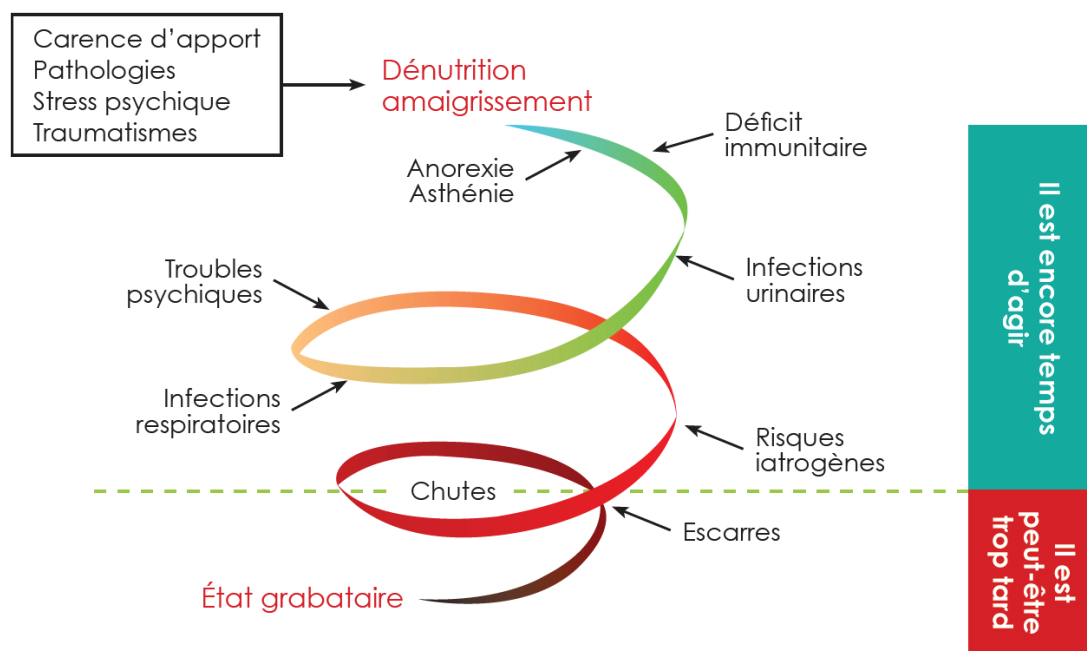 Carence d’apport
Pathologies
Stress psychique
Traumatismes
Dénutrition
amaigrissement
Déficit
immunitaire
Anorexie
Asthénie
Infections
urinaires
Troubles
psychiques
Infections
respiratoires
Risques
iatrogènes
Chutes
Escarres
État grabataire
Il est encore temps
d’agir
Il est
peut-être
trop tard